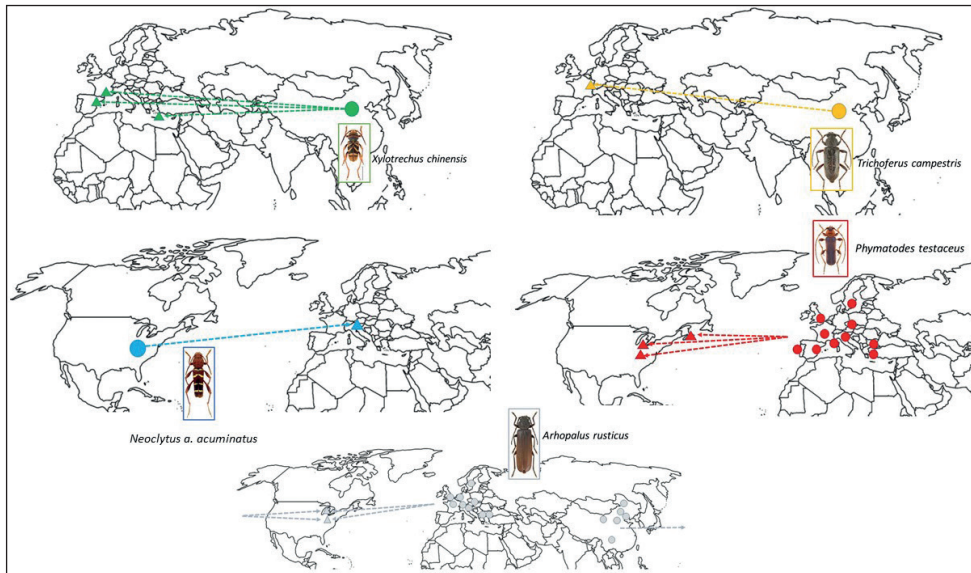 Xylotrechus chinensis
Trichoferus campestris
Phymatodes testaceus
Neoclytus a. acuminatus
Arhopalus rusticus